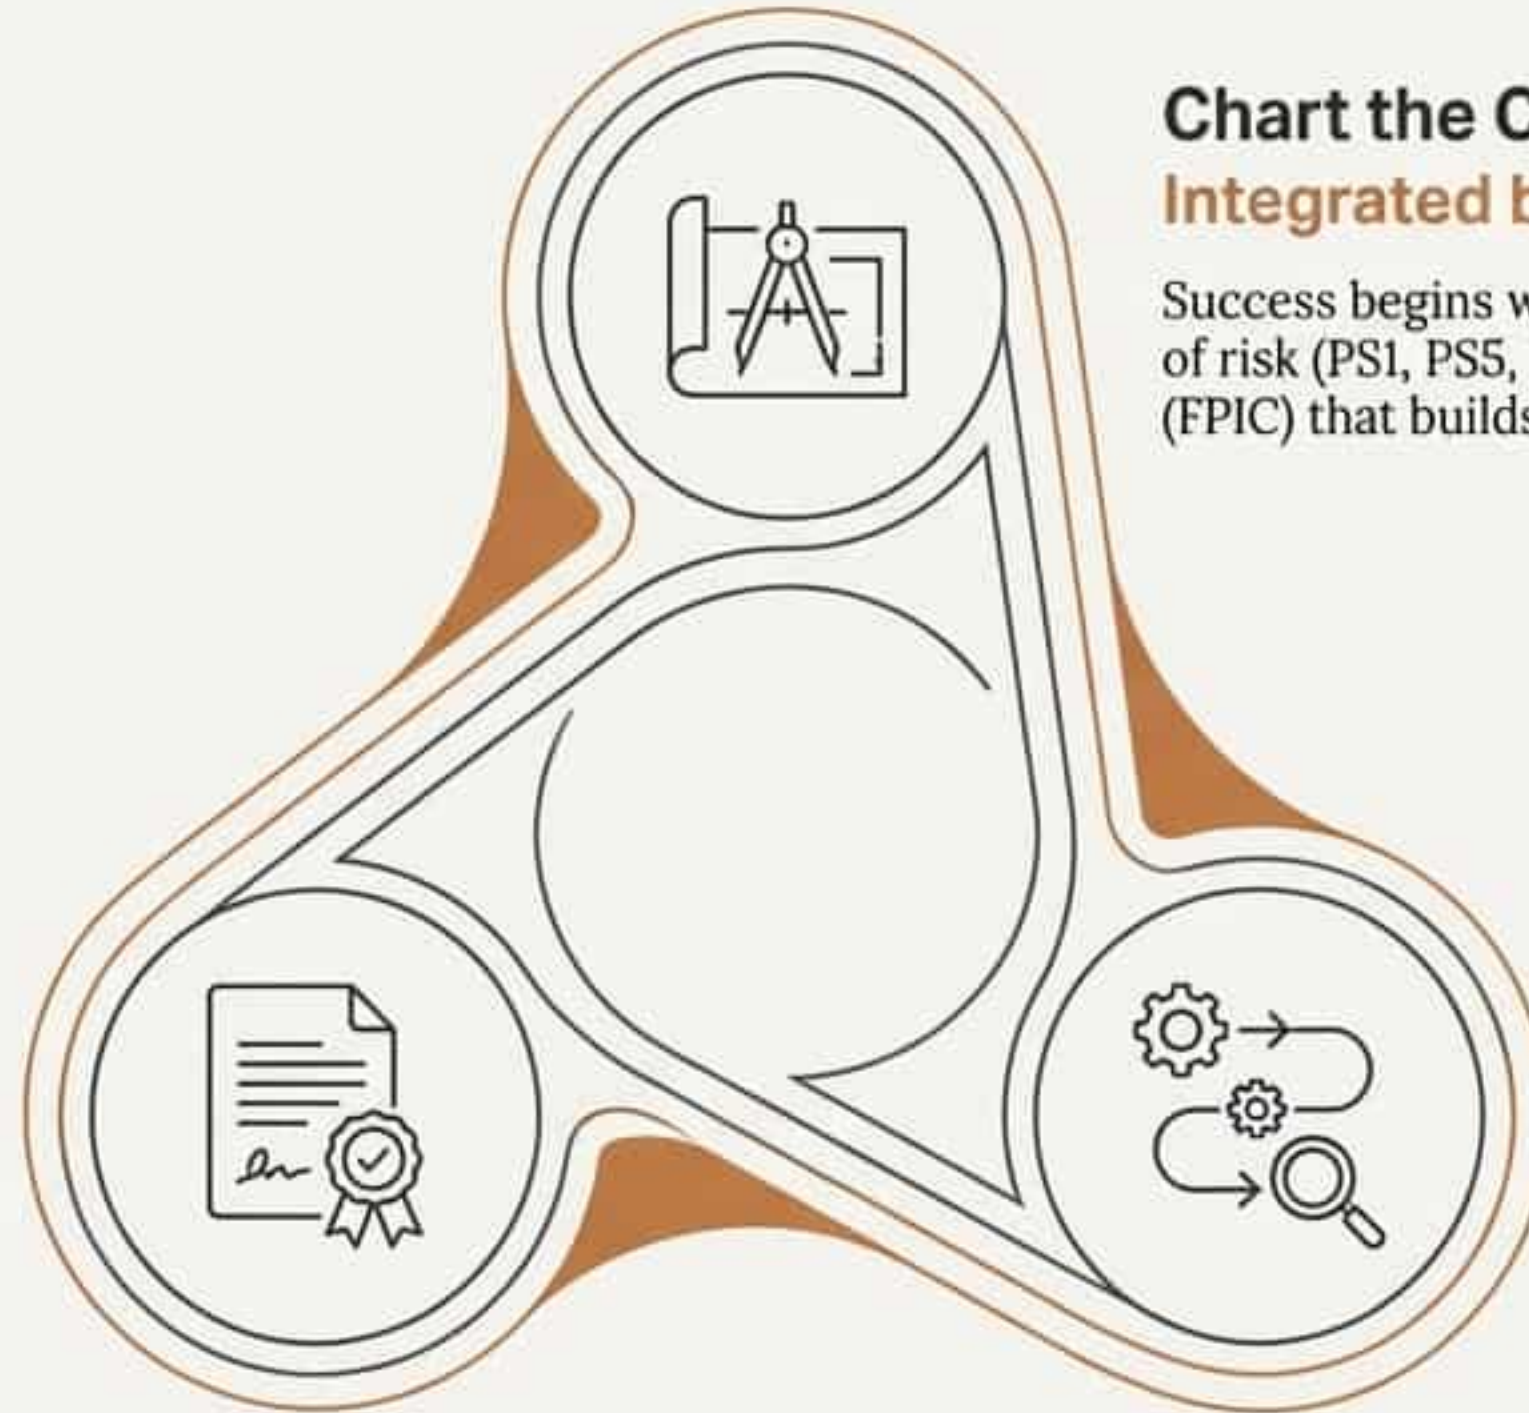 Chart the C
Integrated b
Success begins w
of risk (PS1, PS5,
(FPIC) that builds